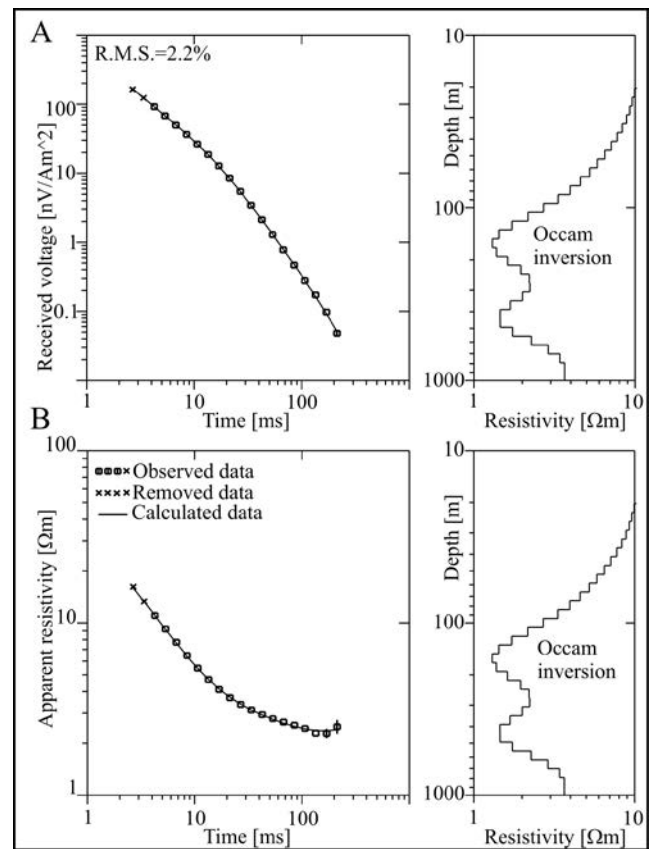 A
R.M.S.=2.2%
100
10
1
0.1
Received voltage [nV/Am^2]
1
10
100
Time [ms]
10
100
1000
Depth [m]
Occam
inversion
1
10
Resistivity [Ωm]
B
100
10
1
Apparent resistivity [Ωm]
Observed data
Removed data
Calculated data
1
10
100
Time [ms]
10
100
1000
Depth [m]
Occam
inversion
1
10
Resistivity [Ωm]